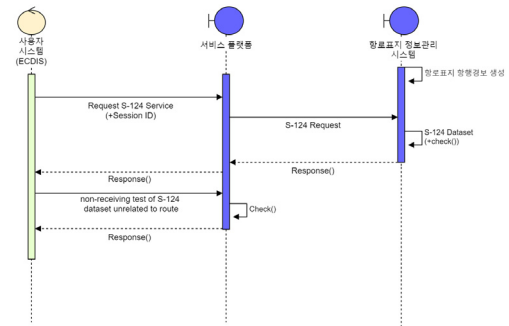 사용자
시스템
(ECDIS)
서비스 플랫폼
항로표지 정보관리
시스템
항로표지 항행경보 생성
Request S-124 Service
(+Session ID)
S-124 Request
S-124 Dataset
(+check())
Response()
Response()
non-receiving test of S-124
dataset unrelated to route
Check()
Response()